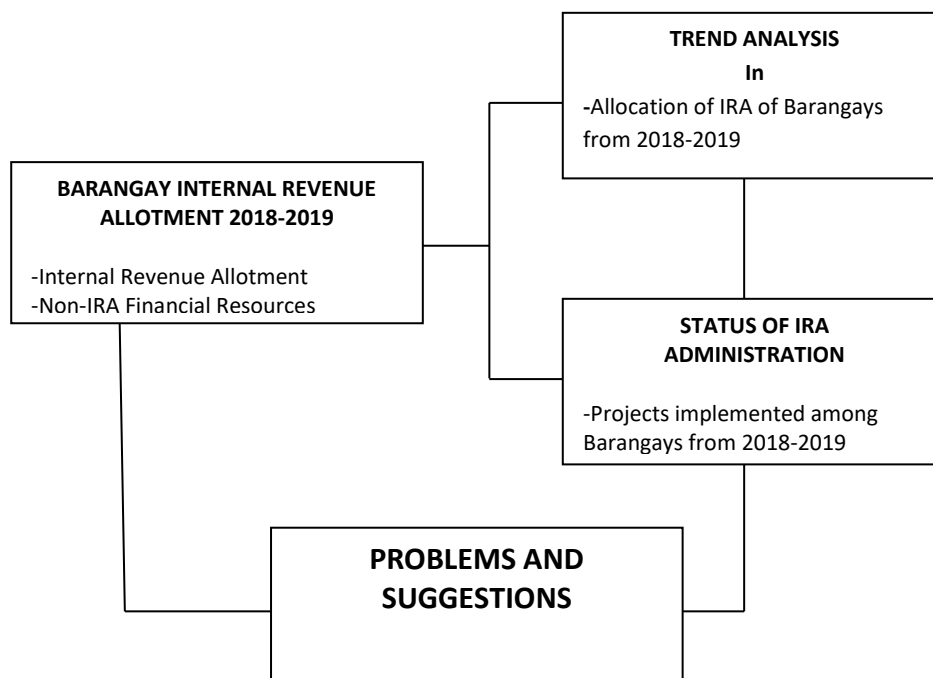 TREND ANALYSIS
In
-Allocation of IRA of Barangays
from 2018-2019
BARANGAY INTERNAL REVENUE
ALLOTMENT 2018-2019
-Internal Revenue Allotment
-Non-IRA Financial Resources
STATUS OF IRA
ADMINISTRATION
-Projects implemented among
Barangays from 2018-2019
PROBLEMS AND
SUGGESTIONS